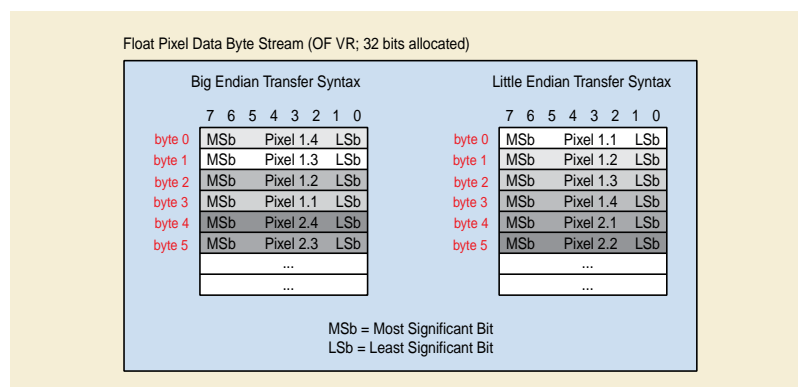 Float Pixel Data Byte Stream (OF VR; 32 bits allocated)
Big Endian Transfer Syntax
7 6 5 4 3 2 1 0
byte 0 MSb Pixel 1.4 LSb
byte 1 MSb Pixel 1.3 LSb
byte 2 MSb Pixel 1.2 LSb
byte 3 MSb Pixel 1.1 LSb
byte 4 MSb Pixel 2.4 LSb
byte 5 MSb Pixel 2.3 LSb
...
...
Little Endian Transfer Syntax
7 6 5 4 3 2 1 0
byte 0 MSb Pixel 1.1 LSb
byte 1 MSb Pixel 1.2 LSb
byte 2 MSb Pixel 1.3 LSb
byte 3 MSb Pixel 1.4 LSb
byte 4 MSb Pixel 2.1 LSb
byte 5 MSb Pixel 2.2 LSb
...
...
MSb = Most Significant Bit
LSb = Least Significant Bit